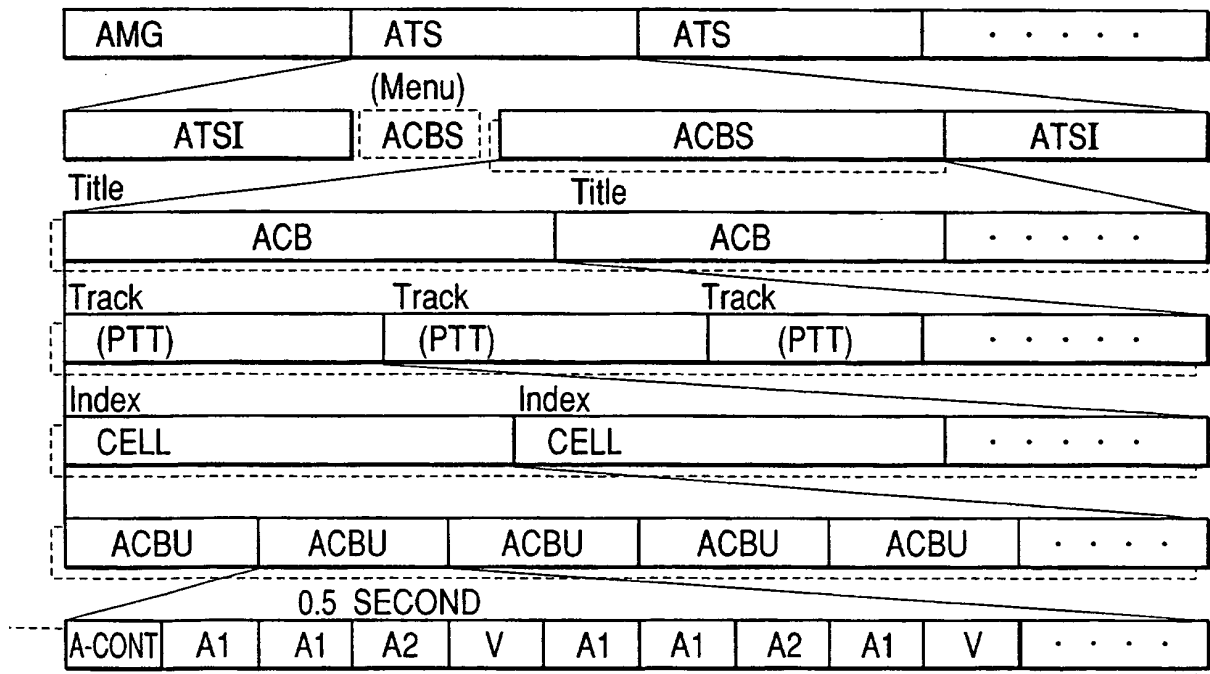 AMG ATS ATS · · · · ·
(Menu)
ATSI ACBS ACBS ATSI
Title Title
ACB ACB · · · · ·
Track Track Track
(PTT) (PTT) (PTT) · · · · ·
Index Index
CELL CELL · · · · ·
ACBU ACBU ACBU ACBU ACBU · · · ·
0.5 SECOND
A-CONT A1 A1 A2 V A1 A1 A2 A1 V · · · ·